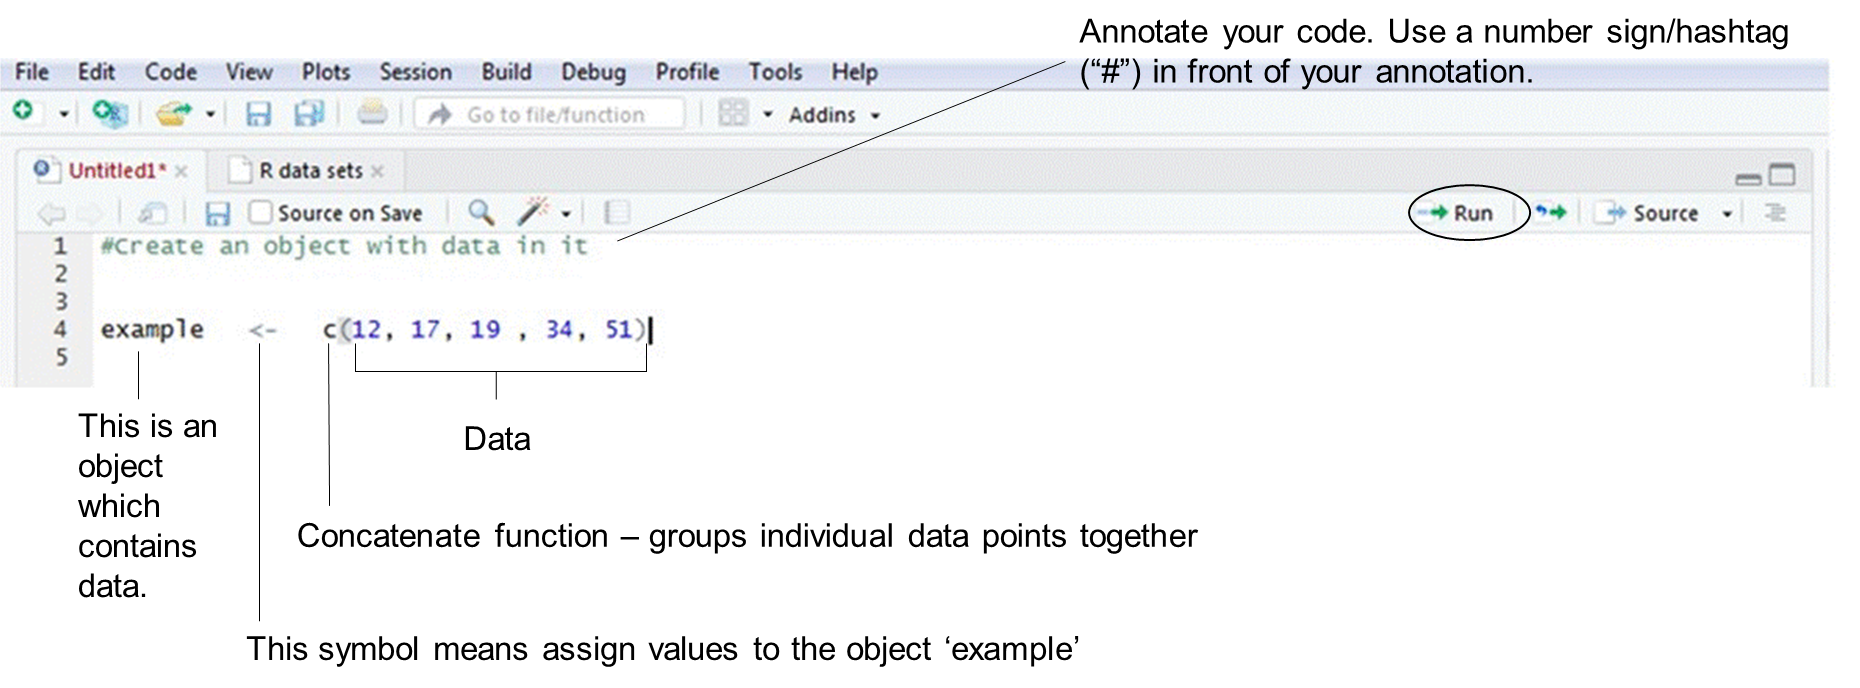 Annotate your code. Use a number sign/hashtag
(“#”) in front of your annotation.
File Edit Code View Plots Session Build Debug Profile Tools Help
Go to file/function Addins
Untitled1* R data sets
Source on Save Run Source
1 #Create an object with data in it
2
3
4 example <- c(12, 17, 19 , 34, 51)
5
This is an
object
which
contains
data.
Data
Concatenate function – groups individual data points together
This symbol means assign values to the object ‘example’